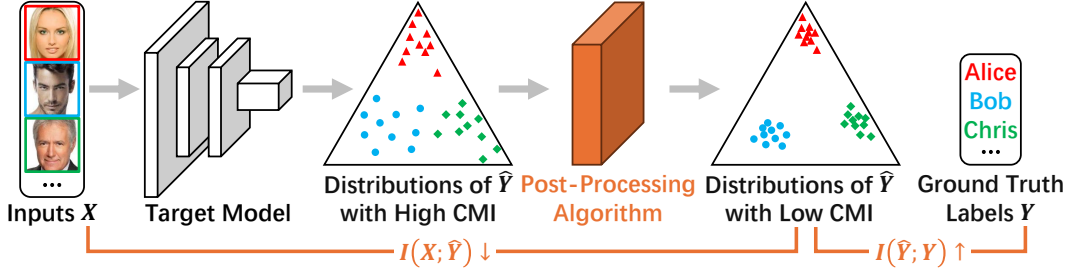 ...
Inputs X
Target Model
Distributions of Ŷ
with High CMI
Post-Processing
Algorithm
Distributions of Ŷ
with Low CMI
Alice
Bob
Chris
...
Ground Truth
Labels Y
I(X; Ŷ) ↓
I(Ŷ; Y) ↑